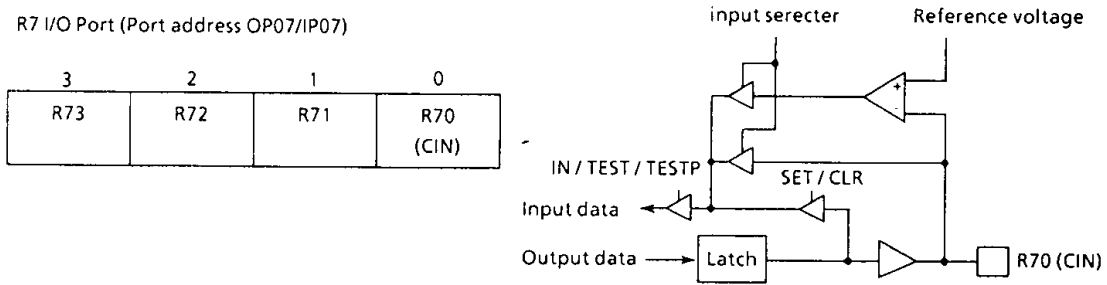 R7 I/O Port (Port address OP07/IP07)
3 2 1 0
R73 R72 R71 R70
(CIN)
input serecter
Reference voltage
+
-
IN / TEST / TESTP
SET / CLR
Input data
Output data
Latch
R70 (CIN)